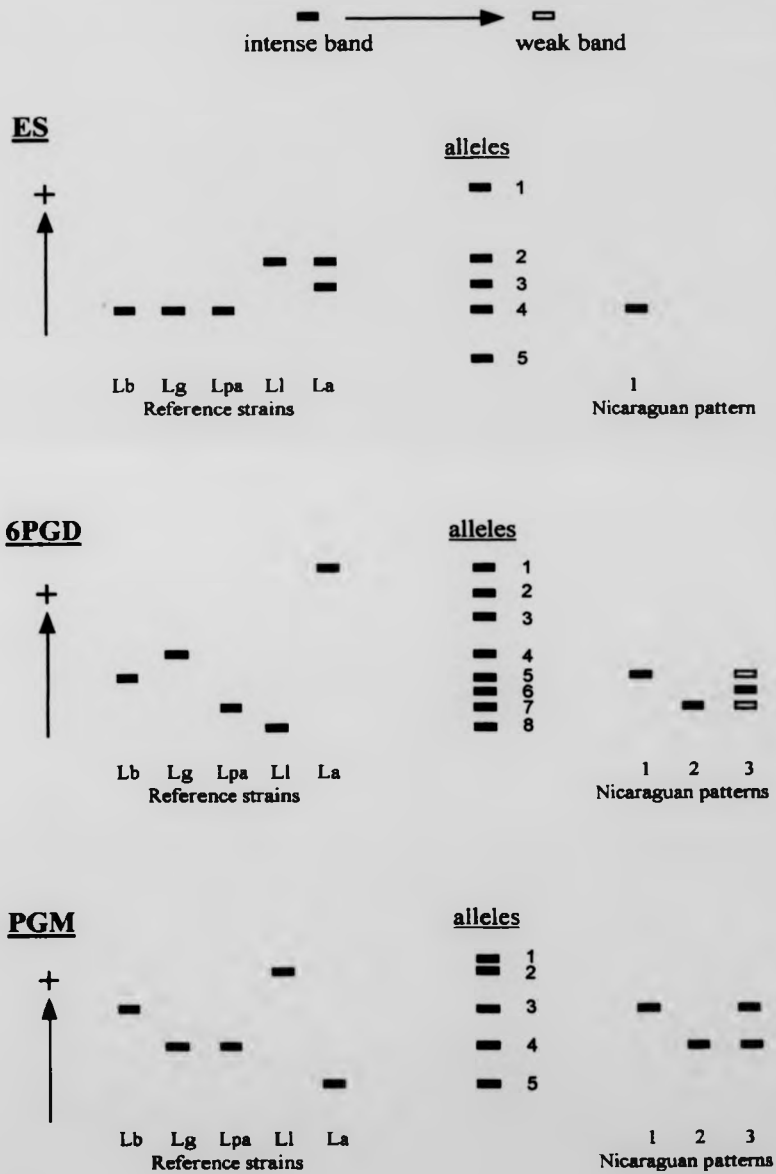 intense band weak band
ES
alleles
+
1
2
3
4
5
Lb Lg Lpa Ll La
Reference strains
1
Nicaraguan pattern
6PGD
alleles
+
1
2
3
4
5
6
7
8
Lb Lg Lpa Ll La
Reference strains
1 2 3
Nicaraguan patterns
PGM
alleles
+
1
2
3
4
5
Lb Lg Lpa Ll La
Reference strains
1 2 3
Nicaraguan patterns